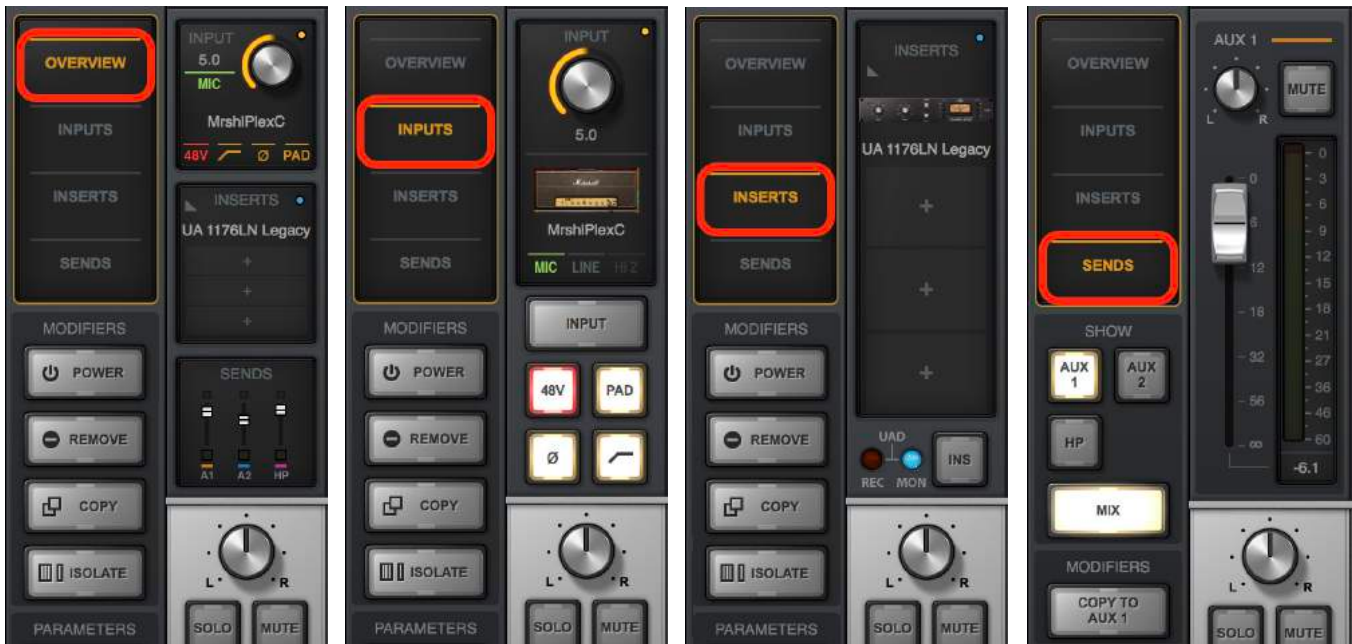 OVERVIEW
INPUTS
INSERTS
SENDS
MODIFIERS
POWER
REMOVE
COPY
ISOLATE
PARAMETERS
INPUT
5.0
MIC
MrshlPlexC
48V Ø PAD
INSERTS
UA 1176LN Legacy
+
+
+
SENDS
A1 A2 HP
L R
SOLO MUTE
OVERVIEW
INPUTS
INSERTS
SENDS
MODIFIERS
POWER
REMOVE
COPY
ISOLATE
PARAMETERS
INPUT
5.0
Marshall
MrshlPlexC
MIC LINE HI Z
INPUT
48V PAD
Ø
L R
SOLO MUTE
OVERVIEW
INPUTS
INSERTS
SENDS
MODIFIERS
POWER
REMOVE
COPY
ISOLATE
PARAMETERS
INSERTS
UA 1176LN Legacy
+
+
+
UAD
REC MON
INS
L R
SOLO MUTE
OVERVIEW
INPUTS
INSERTS
SENDS
SHOW
AUX 
1
AUX
2
HP
MIX
MODIFIERS
COPY TO
AUX 1
AUX 1
MUTE
L R
0
6
12
18
32
56
∞
0
3
6
9
12
15
18
21
27
36
46
60
-6.1
L R
SOLO MUTE